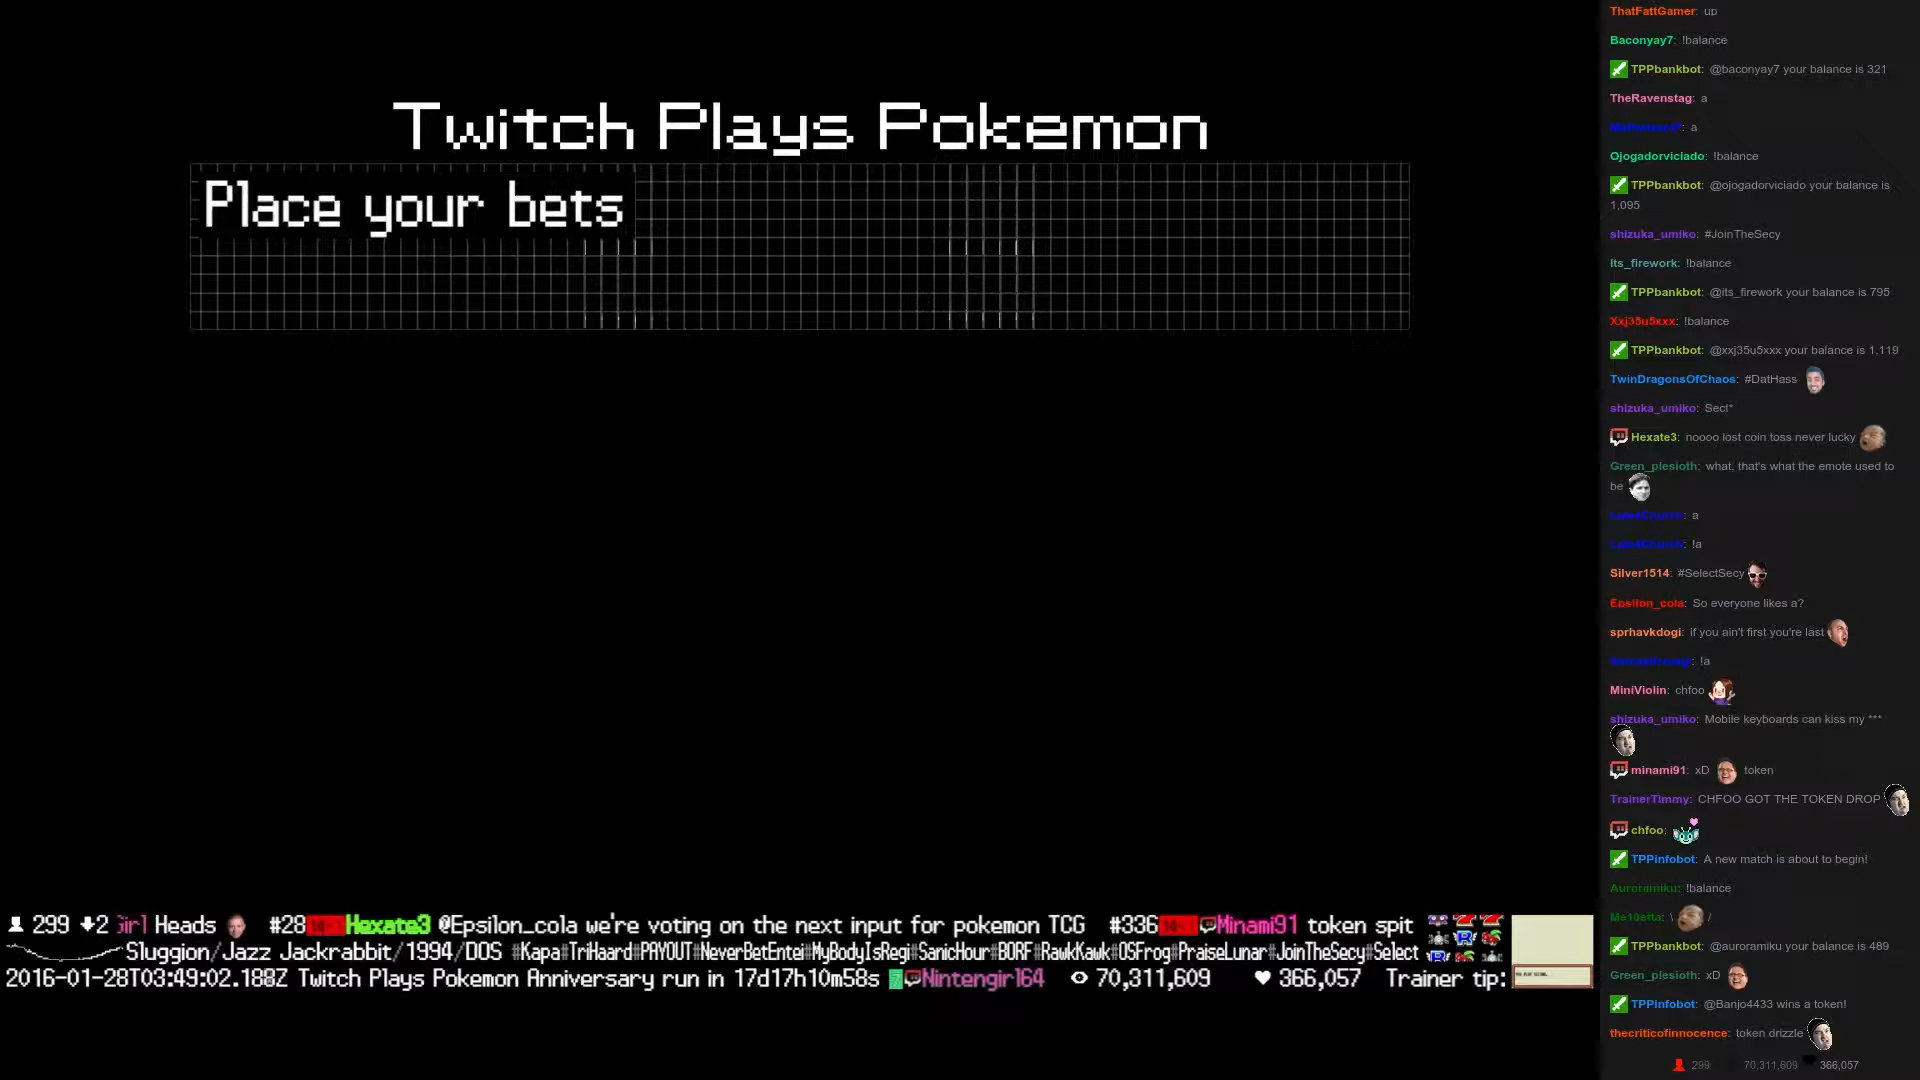 Twitch Plays Pokemon
Place your bets
299 2 Heads #28 Hexate3 @Epsilon_cola we're voting on the next input for pokemon TCG #336 Minami91 token spit
Sluggion/Jazz Jackrabbit/1994/DOS #Kapa#TriHaard#PAYOUT#NeverBetEntei#MyBodyIsRegi#SanicHour#BORF#RawkKawk#OSFrog#PraiseLunar#JoinTheSecy#Select
2016-01-28T03:49:02.188Z Twitch Plays Pokemon Anniversary run in 17d17h10m58s Nintengirl64 70,311,609 366,057 Trainer tip:
ThatFattGamer: up
Baconyay7: !balance
TPPbankbot: @baconyay7 your balance is 321
TheRavenstag: a
a
Ojogadorviciado: !balance
TPPbankbot: @ojogadorviciado your balance is
1,095
shizuka_umiko: #JoinTheSecy
Its_firework: !balance
TPPbankbot: @its_firework your balance is 795
Xxj35u5xxx: !balance
TPPbankbot: @xxj35u5xxx your balance is 1,119
TwinDragonsOfChaos: #DatHass
shizuka_umiko: Sect*
Hexate3: noooo lost coin toss never lucky
Green_plesioth: what, that's what the emote used to
be
a
!a
Silver1514: #SelectSecy
Epsilon_cola: So everyone likes a?
sprhavkdogi: if you ain't first you're last
!a
MiniViolin: chfoo
shizuka_umiko: Mobile keyboards can kiss my ***
minami91: xD token
TrainerTimmy: CHFOO GOT THE TOKEN DROP
chfoo:
TPPinfobot: A new match is about to begin!
Auroramiku: !balance
Me10etta: \ /
TPPbankbot: @auroramiku your balance is 489
Green_plesioth: xD
TPPinfobot: @Banjo4433 wins a token!
thecriticofinnocence: token drizzle
299 70,311,609 366,057